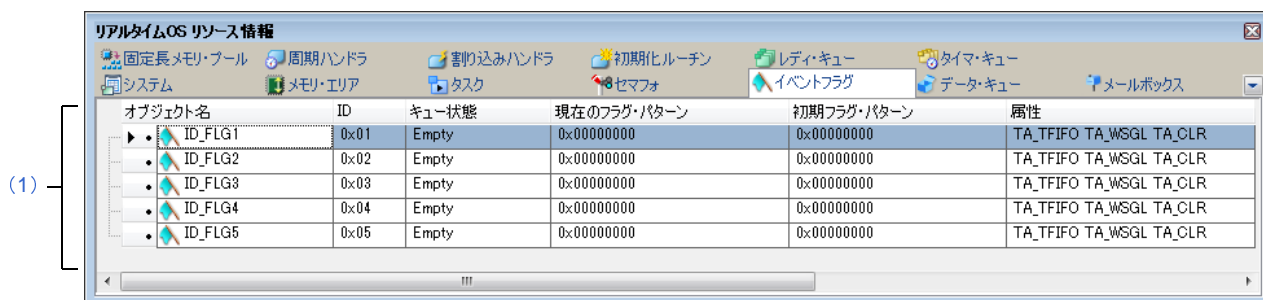 リアルタイムOS リソース情報
固定長メモリ・プール 周期ハンドラ 割り込みハンドラ 初期化ルーチン レディ・キュー タイマ・キュー
システム メモリ・エリア タスク セマフォ イベントフラグ データ・キュー メールボックス
オブジェクト名 ID キュー状態 現在のフラグ・パターン 初期フラグ・パターン 属性
ID_FLG1 0x01 Empty 0x00000000 0x00000000 TA_TFIFO TA_WSGL TA_CLR
ID_FLG2 0x02 Empty 0x00000000 0x00000000 TA_TFIFO TA_WSGL TA_CLR
(1)
ID_FLG3 0x03 Empty 0x00000000 0x00000000 TA_TFIFO TA_WSGL TA_CLR
ID_FLG4 0x04 Empty 0x00000000 0x00000000 TA_TFIFO TA_WSGL TA_CLR
ID_FLG5 0x05 Empty 0x00000000 0x00000000 TA_TFIFO TA_WSGL TA_CLR